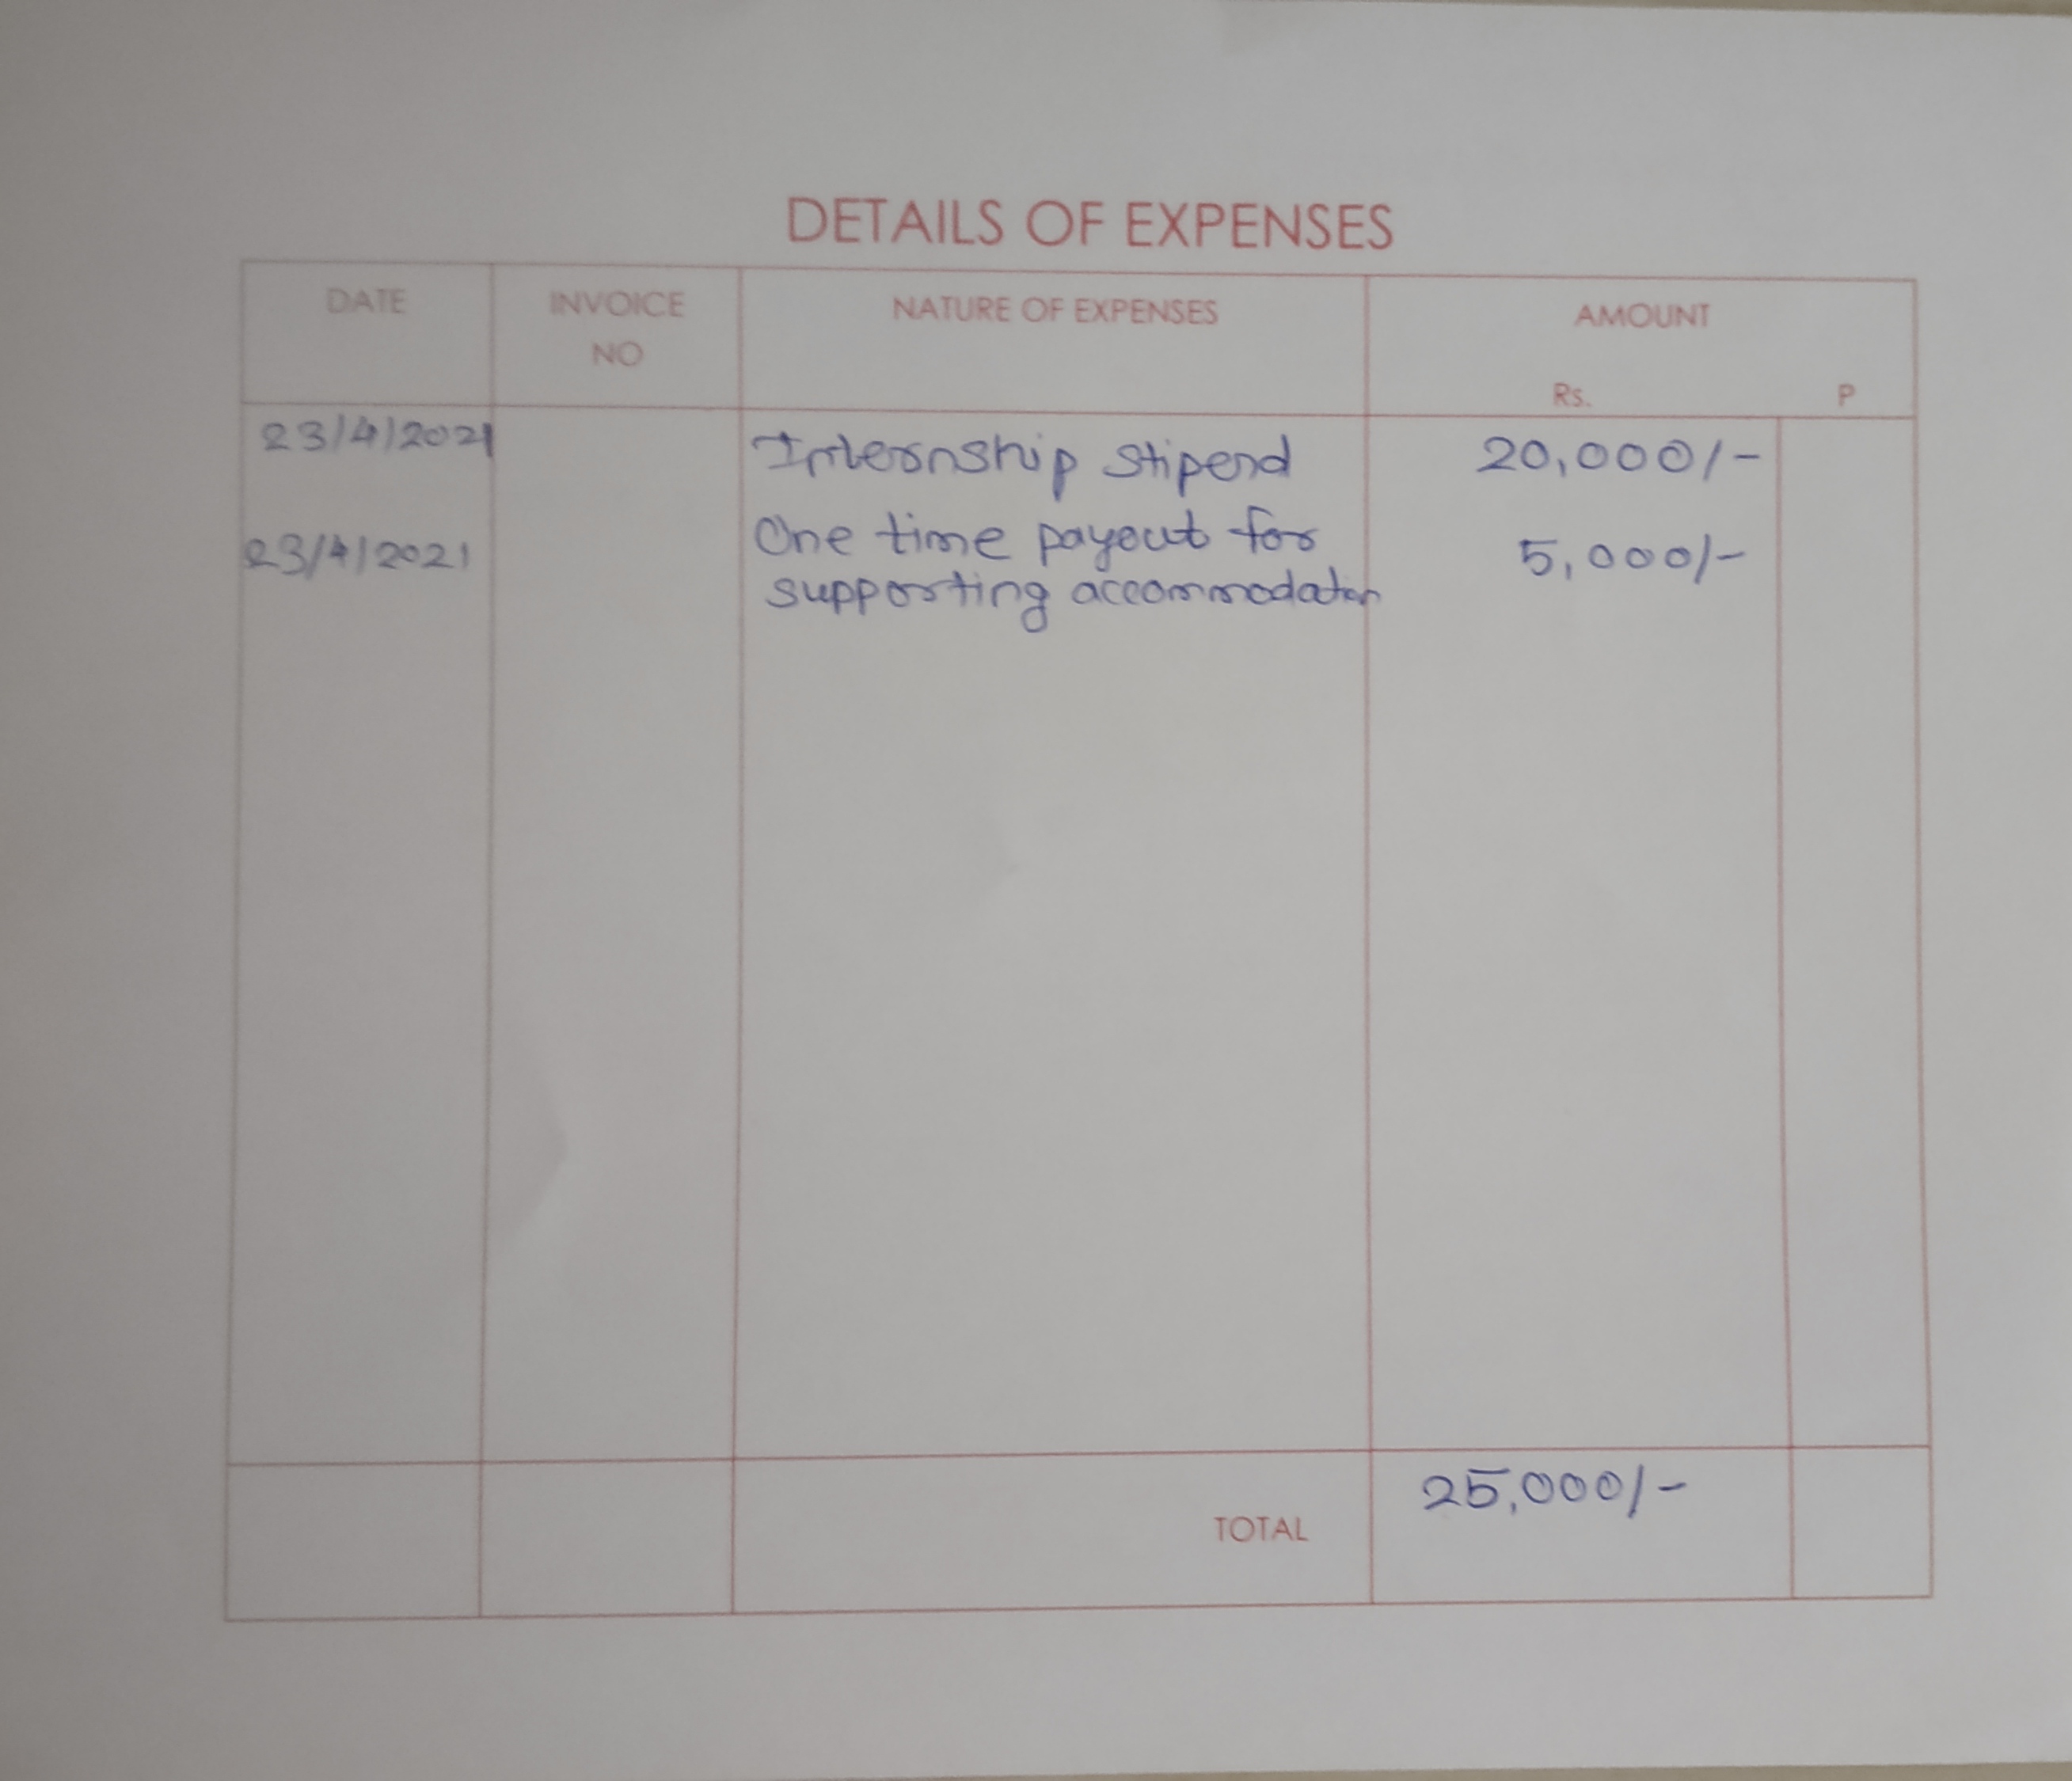 DETAILS OF EXPENSES
DATE INVOICE NATURE OF EXPENSES AMOUNT
NO
Rs. P
23/4/2021 Internship stipend 20,000/-
One time payout for
23/4/2021 5,000/-
supporting accommodation
25,000/-
TOTAL